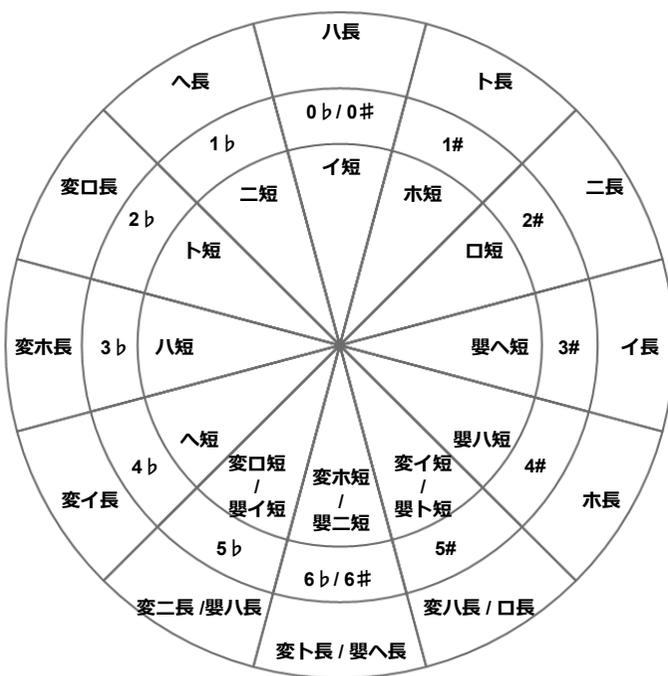 ハ長
ト長
ニ長
イ長
ホ長
変ハ長 / ロ長
変ト長 / 嬰ヘ長
変ニ長 /嬰ハ長
変イ長
変ホ長
変ロ長
ヘ長
0♭/ 0♯
1#
2#
3#
4#
5#
6♭/ 6♯
5♭
4♭
3♭
2♭
1♭
イ短
ホ短
ロ短
嬰ヘ短
嬰ハ短
変イ短
/
嬰ト短
変ホ短
/
嬰ニ短
変ロ短
/
嬰イ短
ヘ短
ハ短
ト短
ニ短